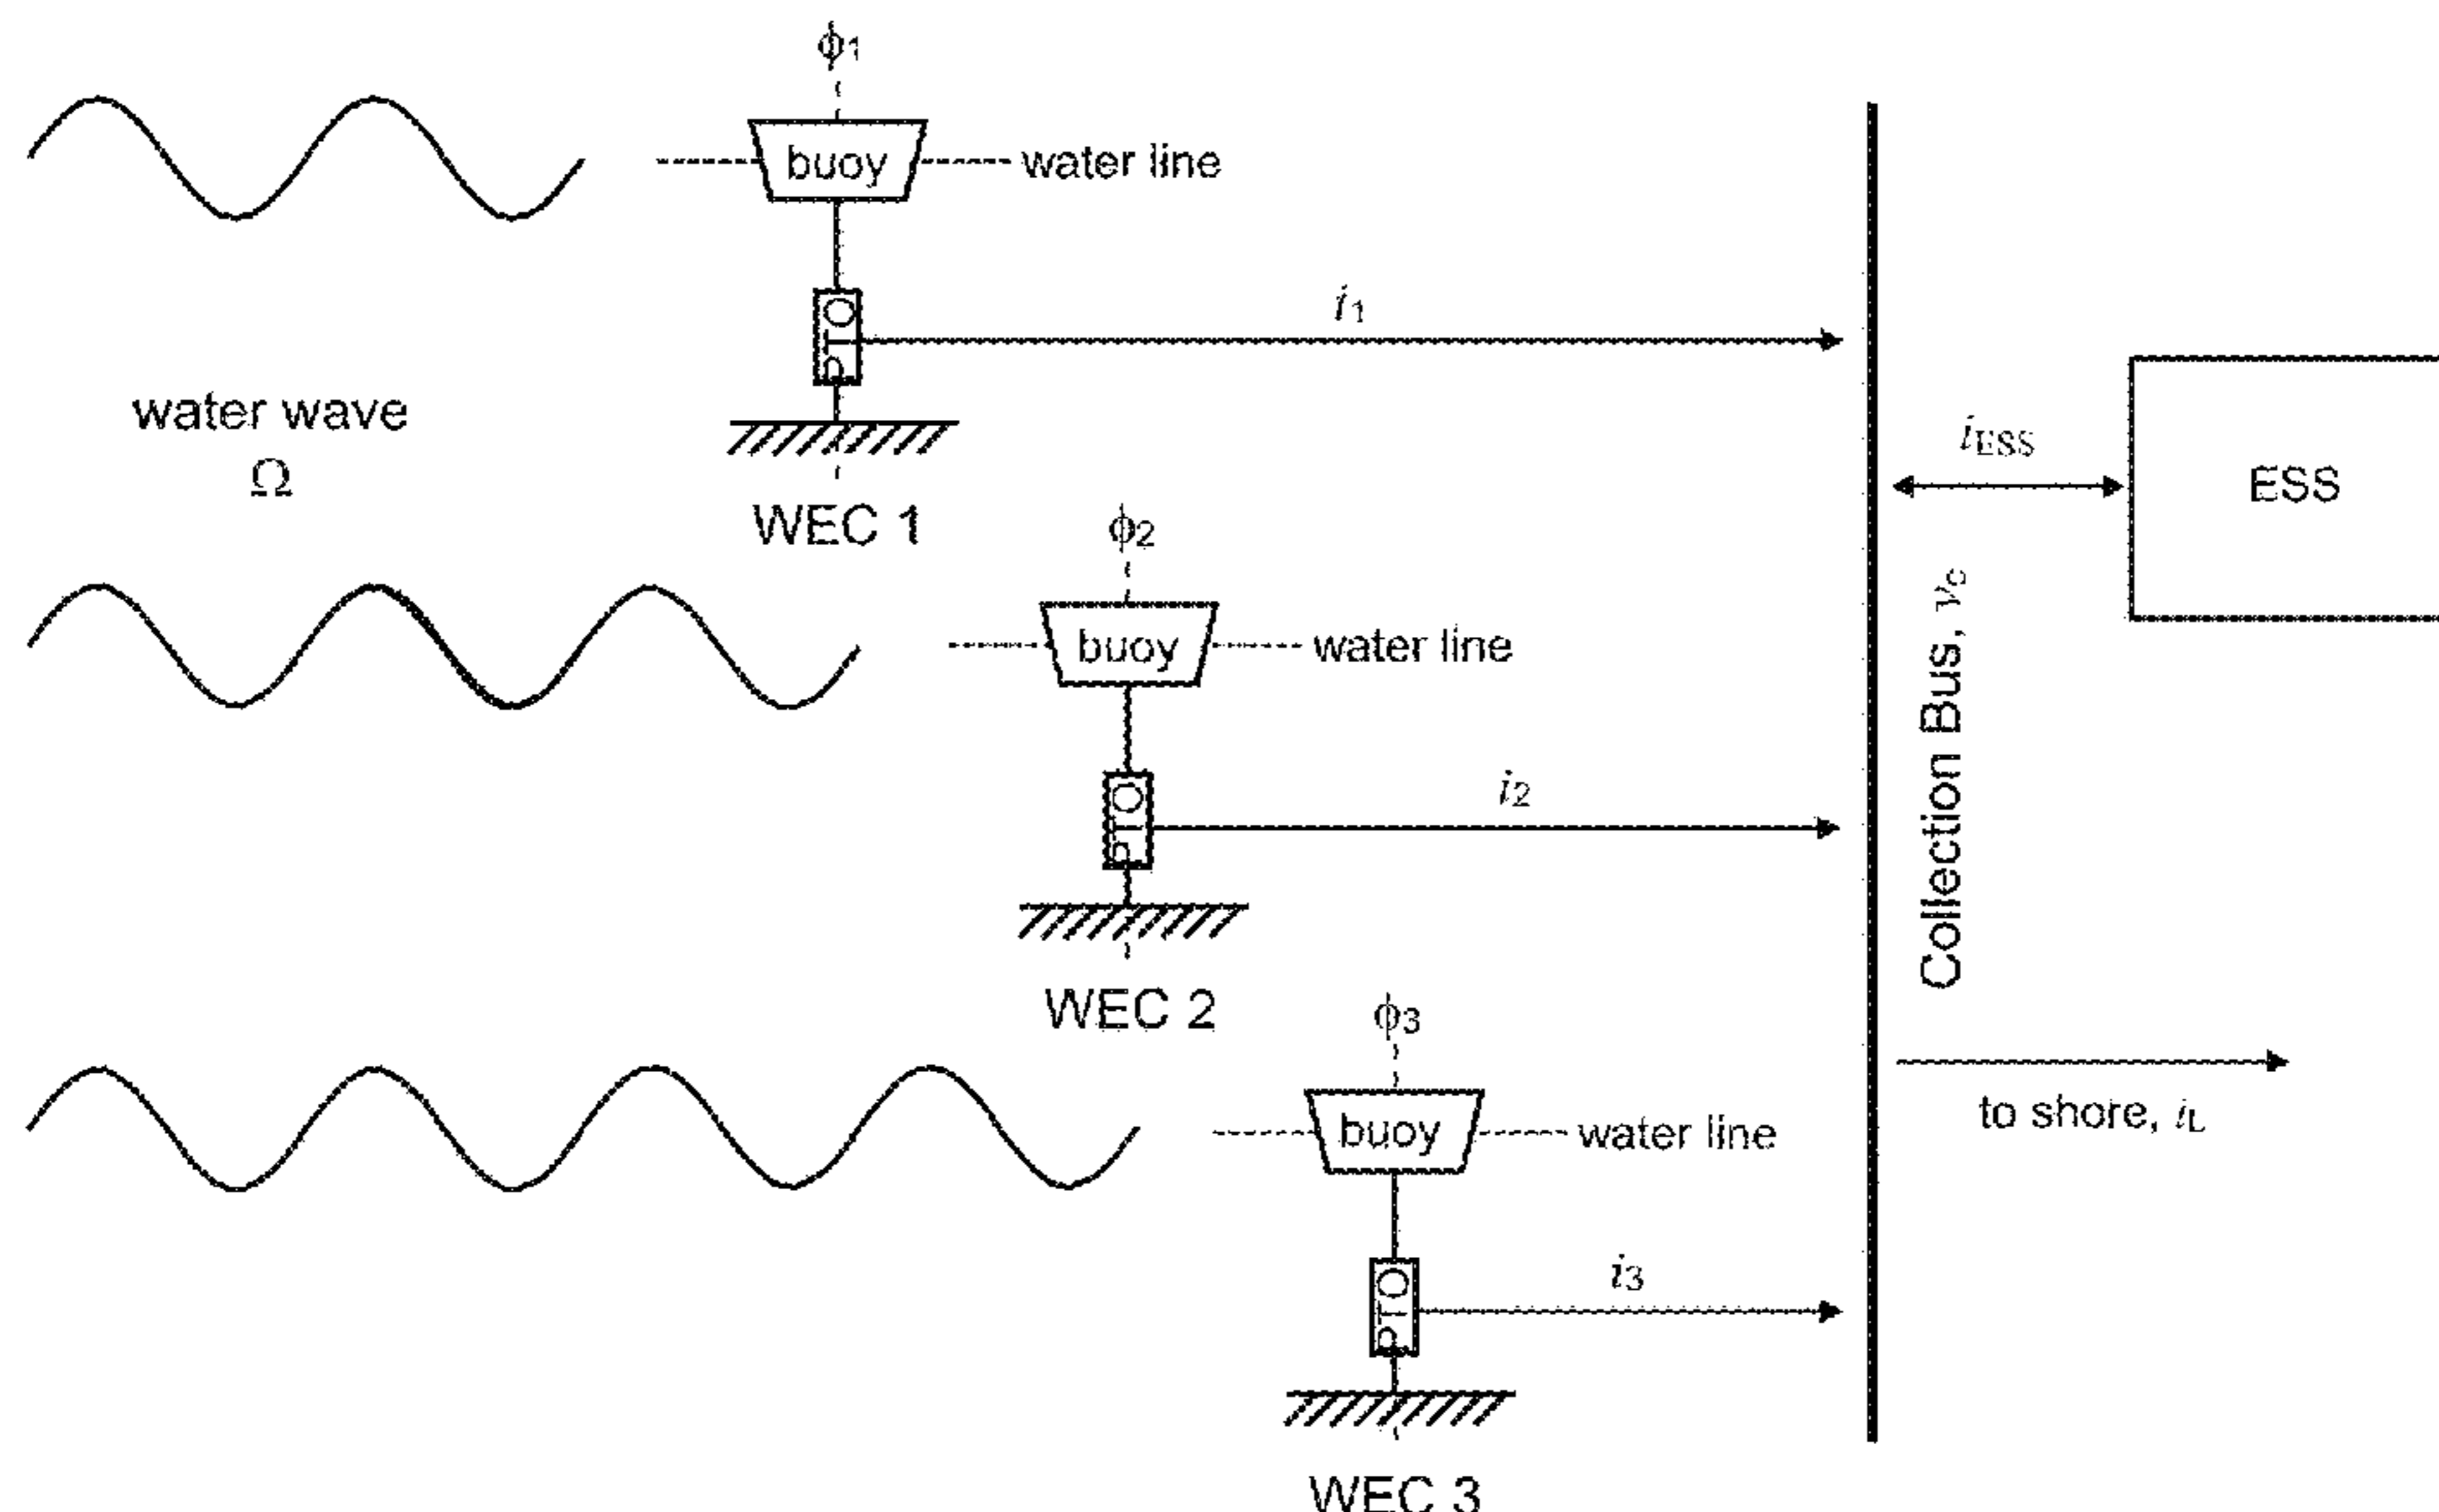 ϕ1
buoy
water line
PTO
i1
water wave
Ω
WEC 1
iESS
ESS
ϕ2
buoy
water line
PTO
i2
Collection Bus, vc
WEC 2
ϕ3
buoy
water line
to shore, iL
PTO
i3
WEC 3